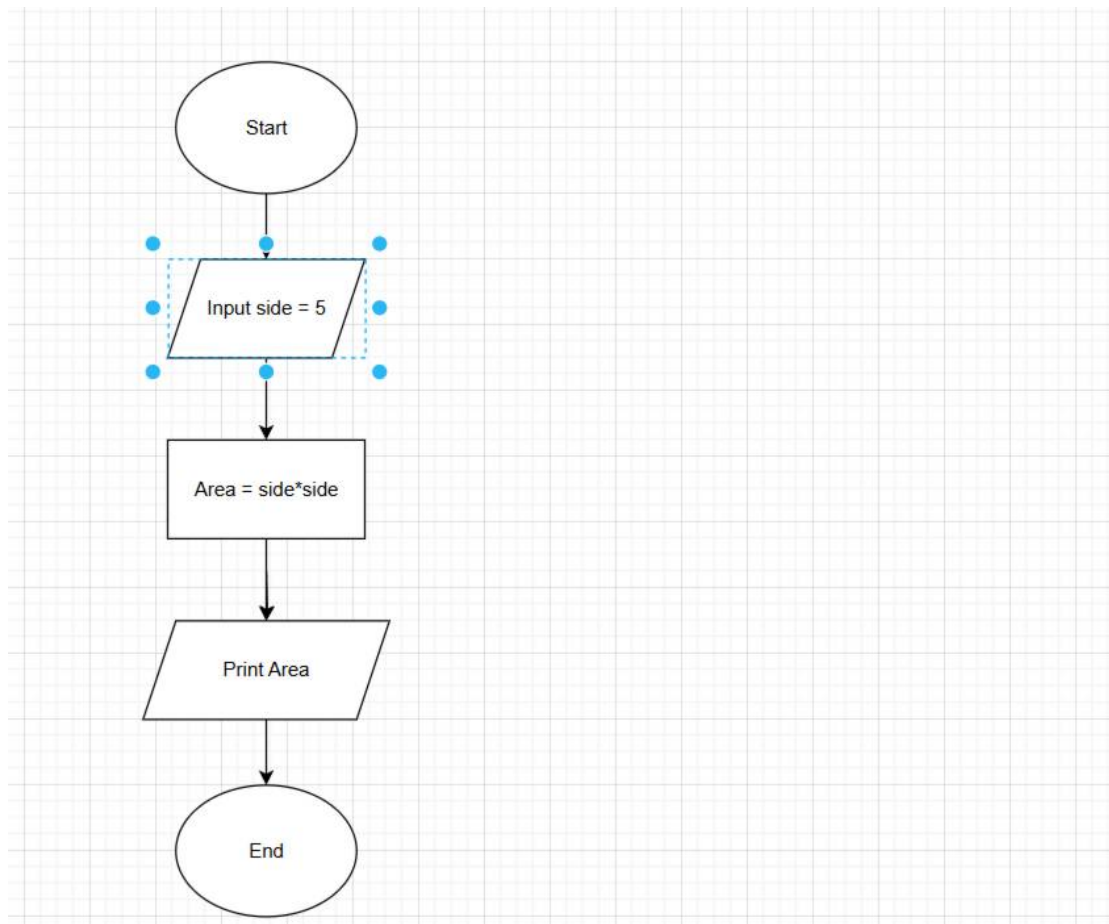 Start
Input side = 5
Area = side*side
Print Area
End